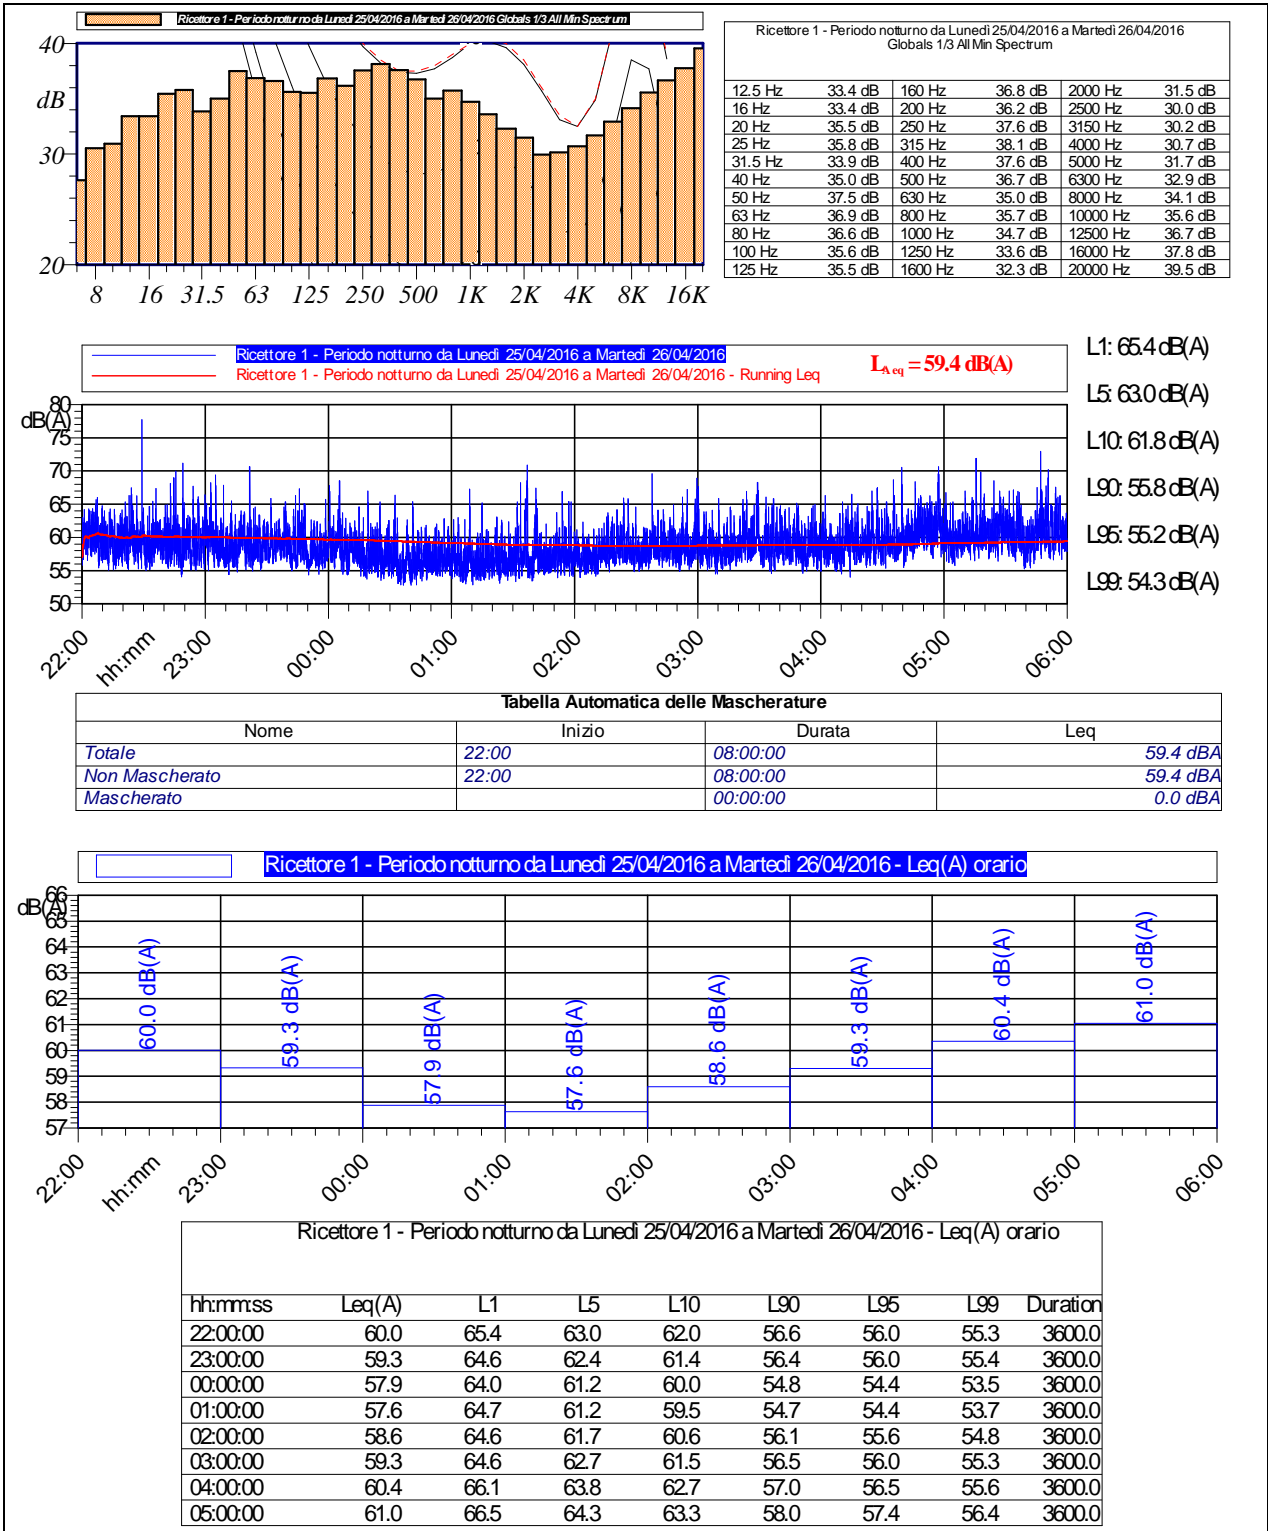 Ricettore 1 - Periodo notturno da Lunedì 25/04/2016 a Martedì 26/04/2016 Globals 1/3 All Min Spectrum
40
dB
30
20
8 16 31.5 63 125 250 500 1K 2K 4K 8K 16K
Ricettore 1 - Periodo notturno da Lunedì 25/04/2016 a Martedì 26/04/2016
Globals 1/3 All Min Spectrum
12.5 Hz 33.4 dB 160 Hz 36.8 dB 2000 Hz 31.5 dB
16 Hz 33.4 dB 200 Hz 36.2 dB 2500 Hz 30.0 dB
20 Hz 35.5 dB 250 Hz 37.6 dB 3150 Hz 30.2 dB
25 Hz 35.8 dB 315 Hz 38.1 dB 4000 Hz 30.7 dB
31.5 Hz 33.9 dB 400 Hz 37.6 dB 5000 Hz 31.7 dB
40 Hz 35.0 dB 500 Hz 36.7 dB 6300 Hz 32.9 dB
50 Hz 37.5 dB 630 Hz 35.0 dB 8000 Hz 34.1 dB
63 Hz 36.9 dB 800 Hz 35.7 dB 10000 Hz 35.6 dB
80 Hz 36.6 dB 1000 Hz 34.7 dB 12500 Hz 36.7 dB
100 Hz 35.6 dB 1250 Hz 33.6 dB 16000 Hz 37.8 dB
125 Hz 35.5 dB 1600 Hz 32.3 dB 20000 Hz 39.5 dB
Ricettore 1 - Periodo notturno da Lunedì 25/04/2016 a Martedì 26/04/2016
Ricettore 1 - Periodo notturno da Lunedì 25/04/2016 a Martedì 26/04/2016 - Running Leq
LA eq = 59.4 dB(A)
L1: 65.4 dB(A)
L5: 63.0 dB(A)
L10: 61.8 dB(A)
L90: 55.8 dB(A)
L95: 55.2 dB(A)
L99: 54.3 dB(A)
80
dB(A)
75
70
65
60
55
50
22:00 hh:mm 23:00 00:00 01:00 02:00 03:00 04:00 05:00 06:00
Tabella Automatica delle Mascherature
Nome Inizio Durata Leq
Totale 22:00 08:00:00 59.4 dBA
Non Mascherato 22:00 08:00:00 59.4 dBA
Mascherato 00:00:00 0.0 dBA
Ricettore 1 - Periodo notturno da Lunedì 25/04/2016 a Martedì 26/04/2016 - Leq(A) orario
66
dB(A)
65
64
63
62
61
60
59
58
57
60.0 dB(A)
59.3 dB(A)
57.9 dB(A)
57.6 dB(A)
58.6 dB(A)
59.3 dB(A)
60.4 dB(A)
61.0 dB(A)
22:00 hh:mm 23:00 00:00 01:00 02:00 03:00 04:00 05:00 06:00
Ricettore 1 - Periodo notturno da Lunedì 25/04/2016 a Martedì 26/04/2016 - Leq(A) orario
hh:mm:ss Leq(A) L1 L5 L10 L90 L95 L99 Duration
22:00:00 60.0 65.4 63.0 62.0 56.6 56.0 55.3 3600.0
23:00:00 59.3 64.6 62.4 61.4 56.4 56.0 55.4 3600.0
00:00:00 57.9 64.0 61.2 60.0 54.8 54.4 53.5 3600.0
01:00:00 57.6 64.7 61.2 59.5 54.7 54.4 53.7 3600.0
02:00:00 58.6 64.6 61.7 60.6 56.1 55.6 54.8 3600.0
03:00:00 59.3 64.6 62.7 61.5 56.5 56.0 55.3 3600.0
04:00:00 60.4 66.1 63.8 62.7 57.0 56.5 55.6 3600.0
05:00:00 61.0 66.5 64.3 63.3 58.0 57.4 56.4 3600.0